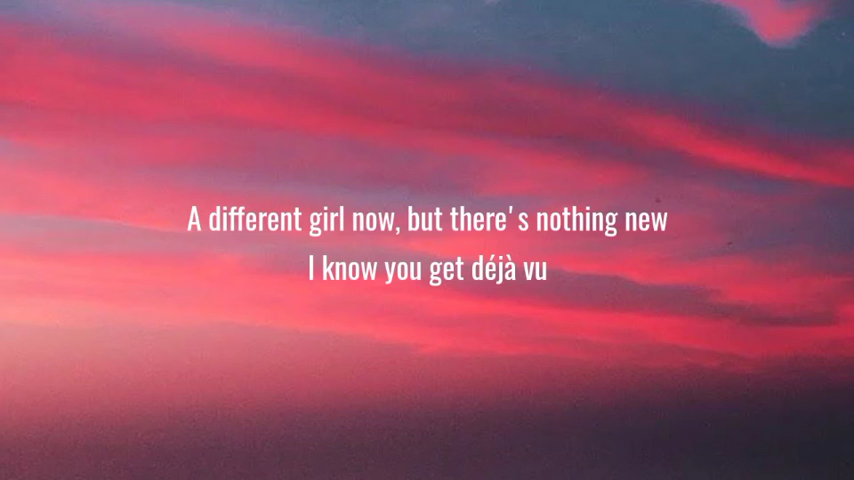 A different girl now, but there's nothing new
I know you get déjà vu